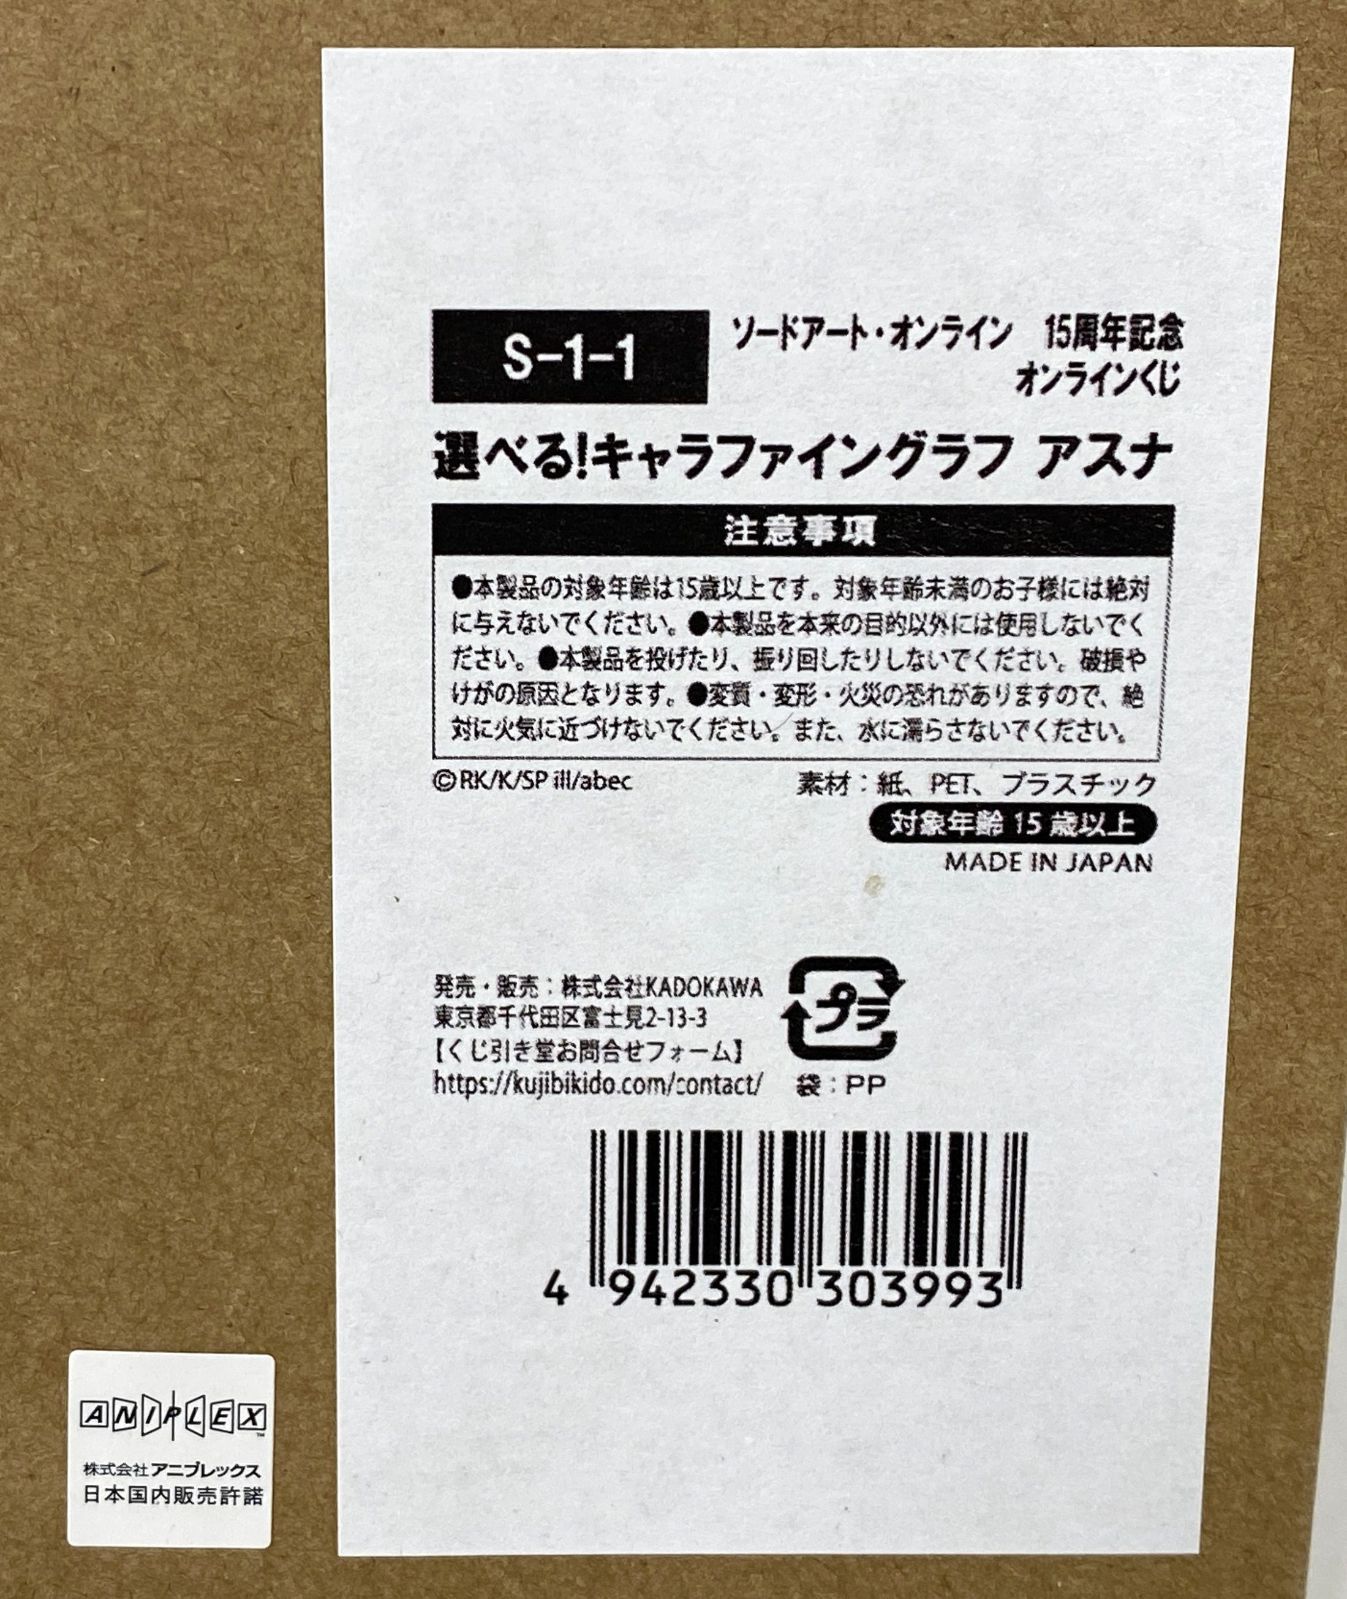 S-1-1
ソードアート・オンライン 15周年記念
オンラインくじ
選べる!キャラファイングラフ アスナ
注意事項
●本製品の対象年齢は15歳以上です。対象年齢未満のお子様には絶対
に与えないでください。●本製品を本来の目的以外には使用しないでく
ださい。●本製品を投げたり、振り回したりしないでください。破損や
けがの原因となります。●変質・変形・火災の恐れがありますので、絶
対に火気に近づけないでください。また、水に濡らさないでください。
©RK/K/SP ill/abec
素材：紙、PET、プラスチック
対象年齢 15 歳以上
MADE IN JAPAN
発売・販売：株式会社KADOKAWA
東京都千代田区富士見2-13-3
【くじ引き堂お問合せフォーム】
https://kujibikido.com/contact/
プラ
袋：PP
4 942330 303993
ANIPLEX™
株式会社アニプレックス
日本国内販売許諾